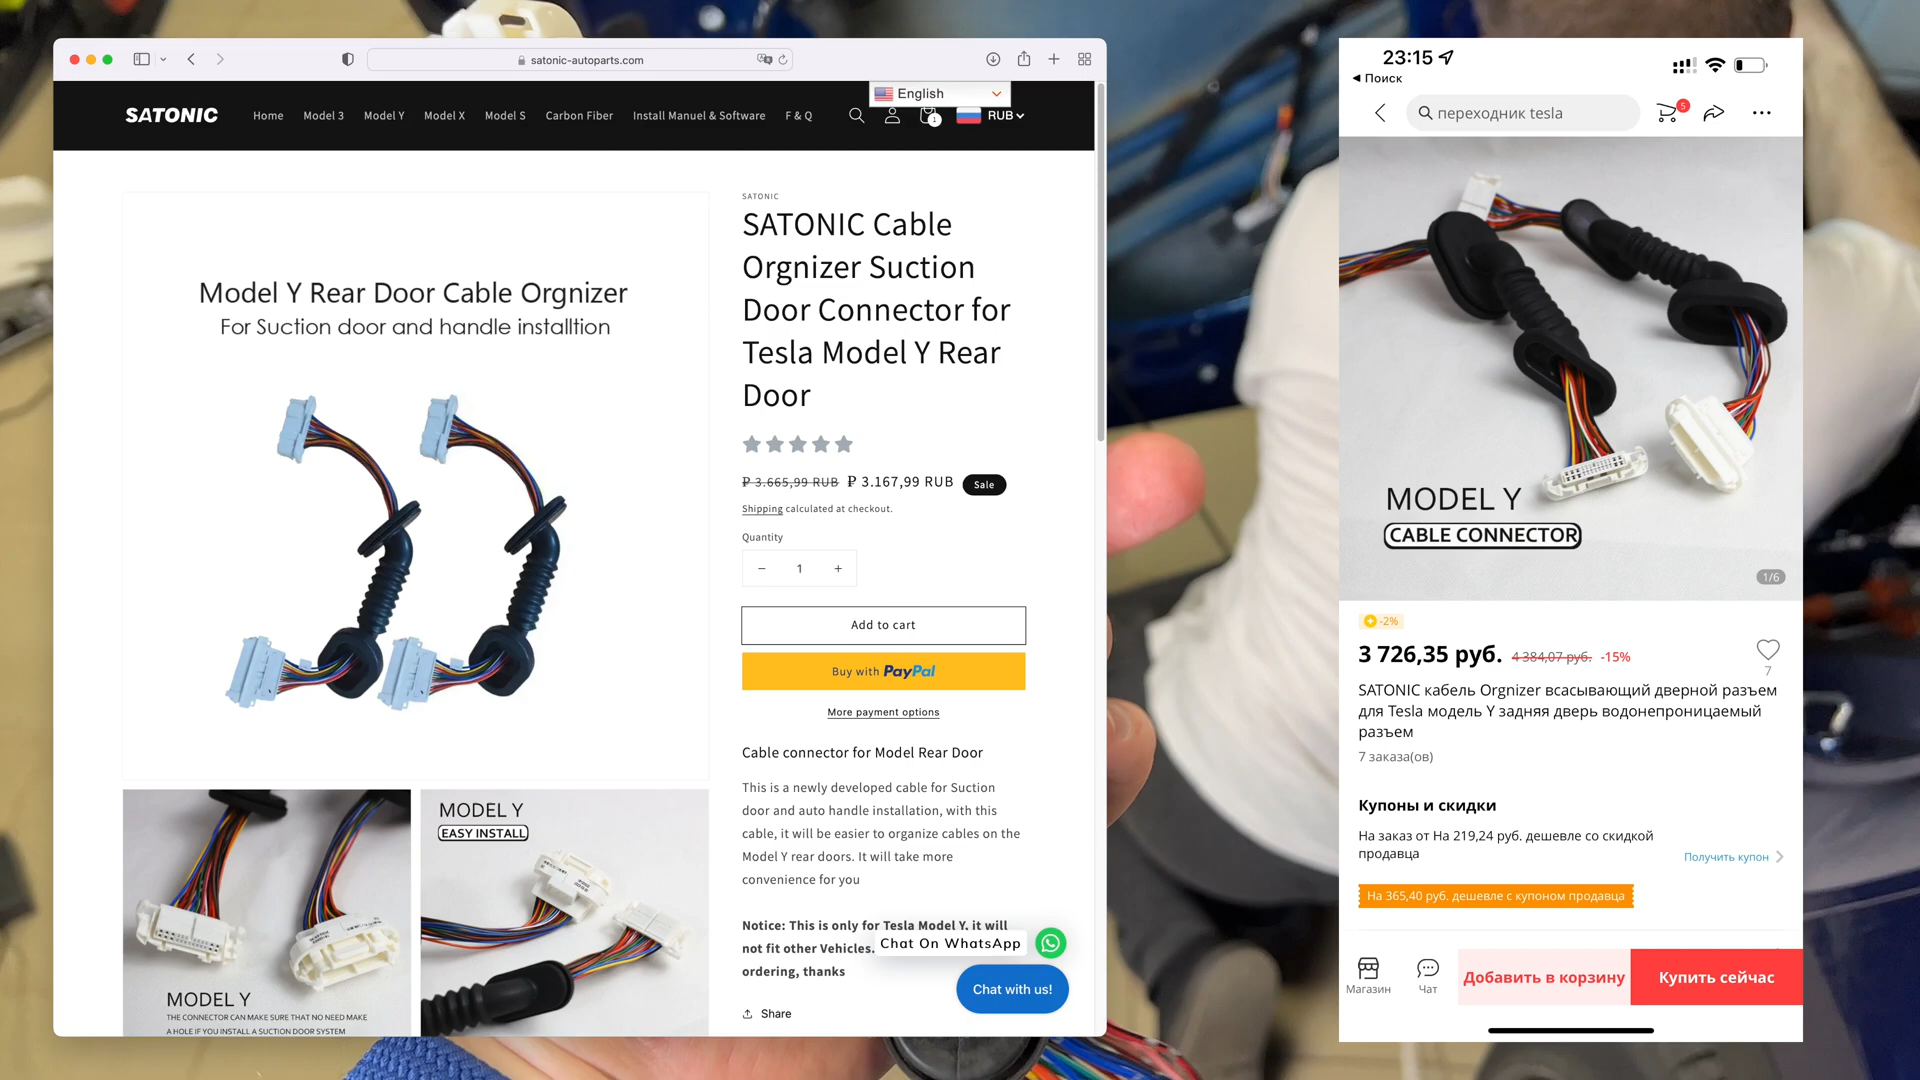 satonic-autoparts.com
English
SATONIC
Home
Model 3
Model Y
Model X
Model S
Carbon Fiber
Install Manuel & Software
F & Q
1
RUB
Model Y Rear Door Cable Orgnizer
For Suction door and handle installtion
SATONIC
SATONIC Cable
Orgnizer Suction
Door Connector for
Tesla Model Y Rear
Door
₽ 3.665,99 RUB ₽ 3.167,99 RUB Sale
Shipping calculated at checkout.
Quantity
− 1 +
Add to cart
Buy with PayPal
More payment options
Cable connector for Model Rear Door
This is a newly developed cable for Suction
door and auto handle installation, with this
cable, it will be easier to organize cables on the
Model Y rear doors. It will take more
convenience for you
Notice: This is only for Tesla Model Y, it will
not fit other Vehicles.
ordering, thanks
Chat On WhatsApp
Chat with us!
Share
MODEL Y
THE CONNECTOR CAN MAKE SURE THAT NO NEED MAKE
A HOLE IF YOU INSTALL A SUCTION DOOR SYSTEM
MODEL Y
EASY INSTALL
23:15
Поиск
переходник tesla
5
MODEL Y
CABLE CONNECTOR
1/6
-2%
3 726,35 руб. 4 384,07 руб. -15%
7
SATONIC кабель Orgnizer всасывающий дверной разъем
для Tesla модель Y задняя дверь водонепроницаемый
разъем
7 заказа(ов)
Купоны и скидки
На заказ от На 219,24 руб. дешевле со скидкой
продавца
Получить купон
На 365,40 руб. дешевле с купоном продавца
Магазин
Чат
Добавить в корзину
Купить сейчас